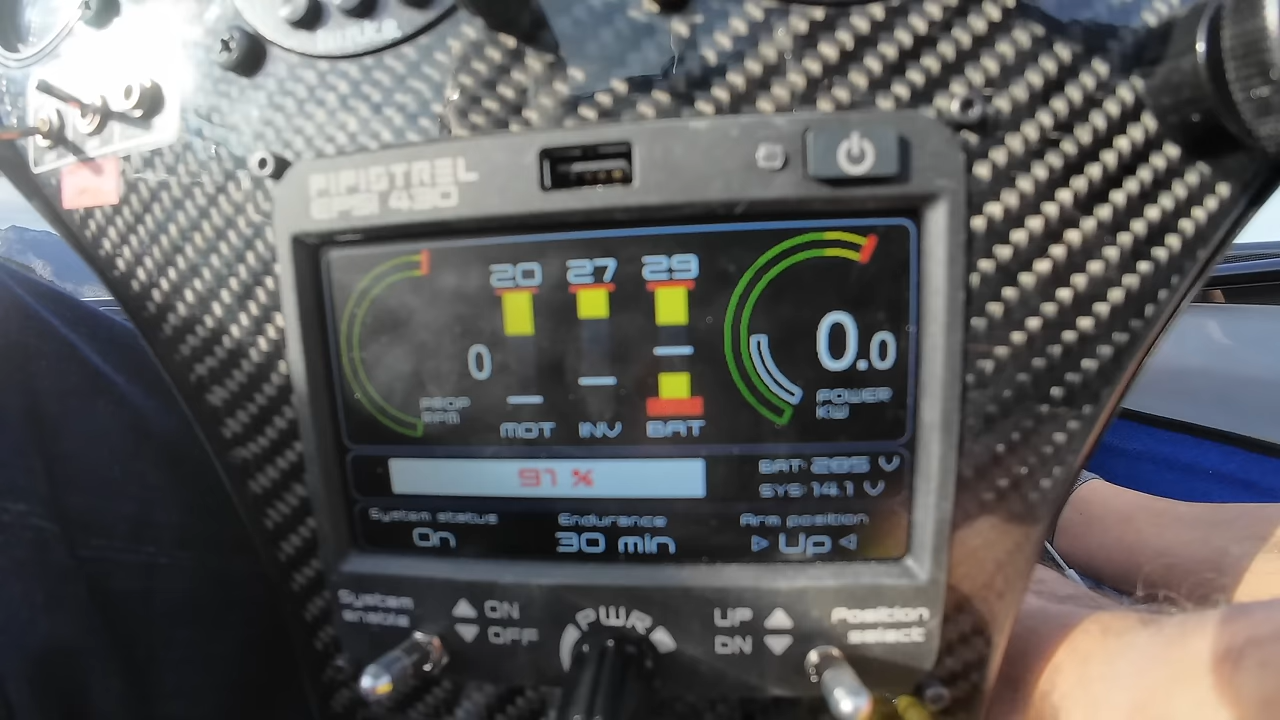 PIPISTREL
EPSI 430
20 27 29
0
PROP
RPM
0.0
POWER
KW
MOT INV BAT
91 %
BAT: 285 V
SYS: 14.1 V
System status
On
Endurance
30 min
Arm position
Up
System
enable
ON
OFF
PWR
UP
DN
Position
select